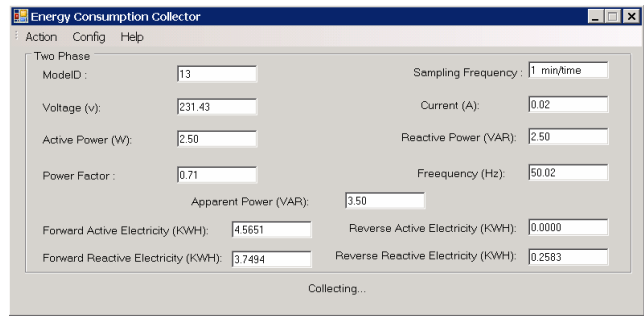 Energy Consumption Collector
Action Config Help
Two Phase
ModeID : 13 Sampling Frequency : 1 min/time
Voltage (v): 231.43 Current (A): 0.02
Active Power (W): 2.50 Reactive Power (VAR): 2.50
Power Factor : 0.71 Freequency (Hz): 50.02
Apparent Power (VAR): 3.50
Forward Active Electricity (KWH): 4.5651 Reverse Active Electricity (KWH): 0.0000
Forward Reactive Electricity (KWH): 3.7494 Reverse Reactive Electricity (KWH): 0.2583
Collecting...